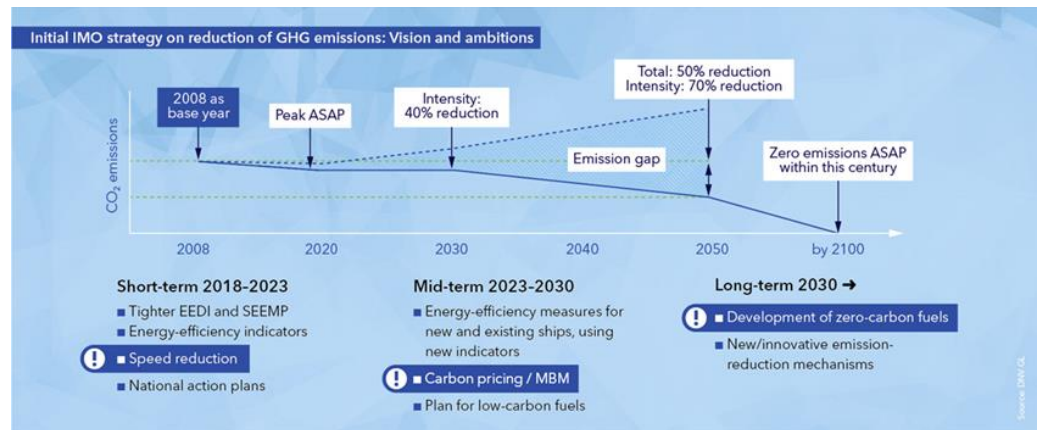 Initial IMO strategy on reduction of GHG emissions: Vision and ambitions
2008 as
base year
Peak ASAP
Intensity:
40% reduction
Total: 50% reduction
Intensity: 70% reduction
Emission gap
Zero emissions ASAP
within this century
CO₂ emissions
2008
2020
2030
2040
2050
by 2100
Short-term 2018–2023
■ Tighter EEDI and SEEMP
■ Energy-efficiency indicators
! ■ Speed reduction
■ National action plans
Mid-term 2023–2030
■ Energy-efficiency measures for
new and existing ships, using
new indicators
! ■ Carbon pricing / MBM
■ Plan for low-carbon fuels
Long-term 2030 ➔
! ■ Development of zero-carbon fuels
■ New/innovative emission-
reduction mechanisms
Source: DNV GL